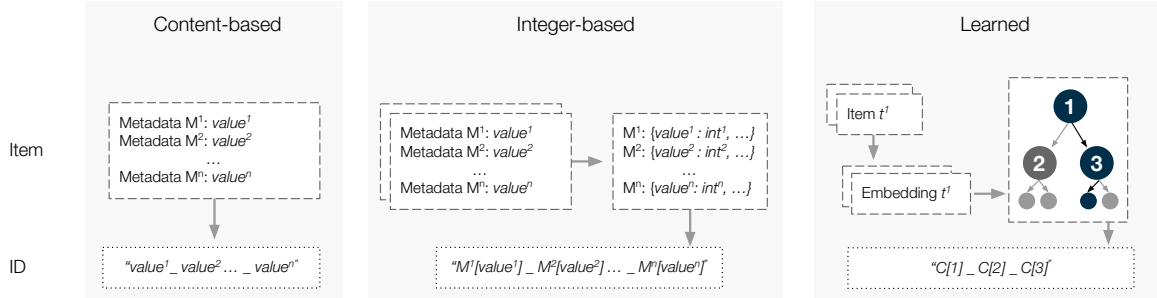 Content-based
Integer-based
Learned
Item
ID
Metadata M¹: value¹
Metadata M²: value²
...
Metadata Mⁿ: valueⁿ
“value¹ _ value² ... _ valueⁿ”
Metadata M¹: value¹
Metadata M²: value²
...
Metadata Mⁿ: valueⁿ
M¹: {value¹ : int¹, ...}
M²: {value² : int², ...}
...
Mⁿ: {valueⁿ: intⁿ, ...}
“M¹[value¹] _ M²[value²] ... _ Mⁿ[valueⁿ]”
Item t¹
Embedding t¹
1
2
3
“C[1] _ C[2] _ C[3]”